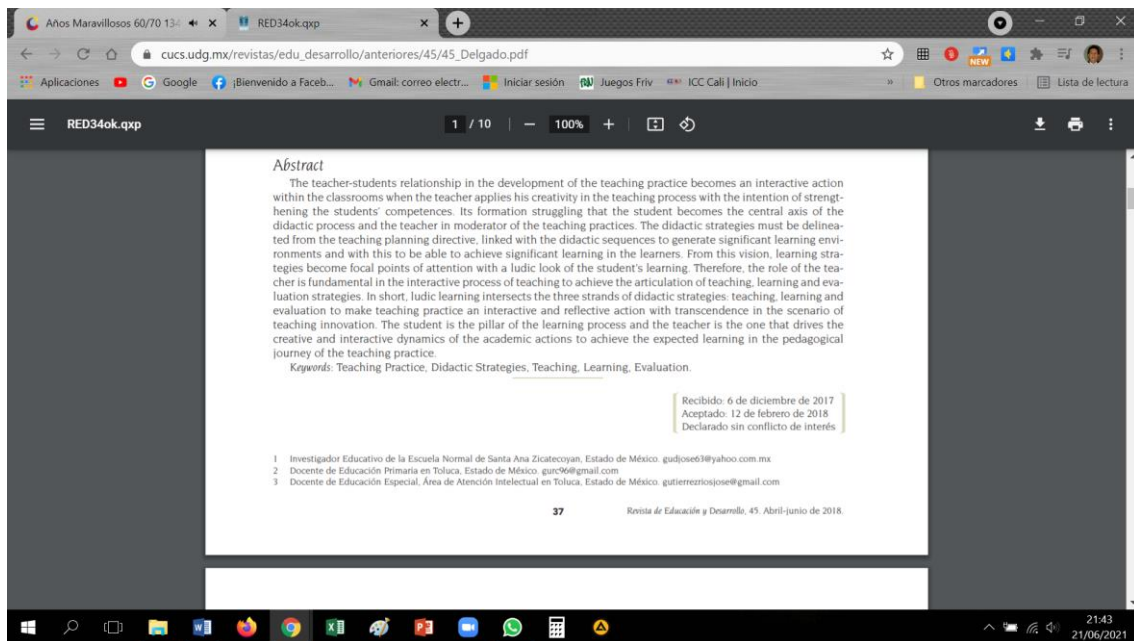 Años Maravillosos 60/70 134
RED34ok.qxp
cucs.udg.mx/revistas/edu_desarrollo/anteriores/45/45_Delgado.pdf
0
NEW
Aplicaciones
Google
¡Bienvenido a Faceb...
Gmail: correo electr...
Iniciar sesión
Juegos Friv
ICC Cali | Inicio
»
Otros marcadores
Lista de lectura
RED34ok.qxp
1 / 10 | − 100% +
Abstract
The teacher-students relationship in the development of the teaching practice becomes an interactive action
within the classrooms when the teacher applies his creativity in the teaching process with the intention of strengt-
hening the students' competences. Its formation struggling that the student becomes the central axis of the
didactic process and the teacher in moderator of the teaching practices. The didactic strategies must be delinea-
ted from the teaching planning directive, linked with the didactic sequences to generate significant learning envi-
ronments and with this to be able to achieve significant learning in the learners. From this vision, learning stra-
tegies become focal points of attention with a ludic look of the student's learning. Therefore, the role of the tea-
cher is fundamental in the interactive process of teaching to achieve the articulation of teaching, learning and eva-
luation strategies. In short, ludic learning intersects the three strands of didactic strategies: teaching, learning and
evaluation to make teaching practice an interactive and reflective action with transcendence in the scenario of
teaching innovation. The student is the pillar of the learning process and the teacher is the one that drives the
creative and interactive dynamics of the academic actions to achieve the expected learning in the pedagogical
journey of the teaching practice.
Keywords: Teaching Practice, Didactic Strategies, Teaching, Learning, Evaluation.
Recibido: 6 de diciembre de 2017
Aceptado: 12 de febrero de 2018
Declarado sin conflicto de interés
1 Investigador Educativo de la Escuela Normal de Santa Ana Zicatecoyan, Estado de México. gudjose63@yahoo.com.mx
2 Docente de Educación Primaria en Toluca, Estado de México. gurc96@gmail.com
3 Docente de Educación Especial, Área de Atención Intelectual en Toluca, Estado de México. gutierrezriosjose@gmail.com
37
Revista de Educación y Desarrollo, 45. Abril-junio de 2018.
21:43
21/06/2021